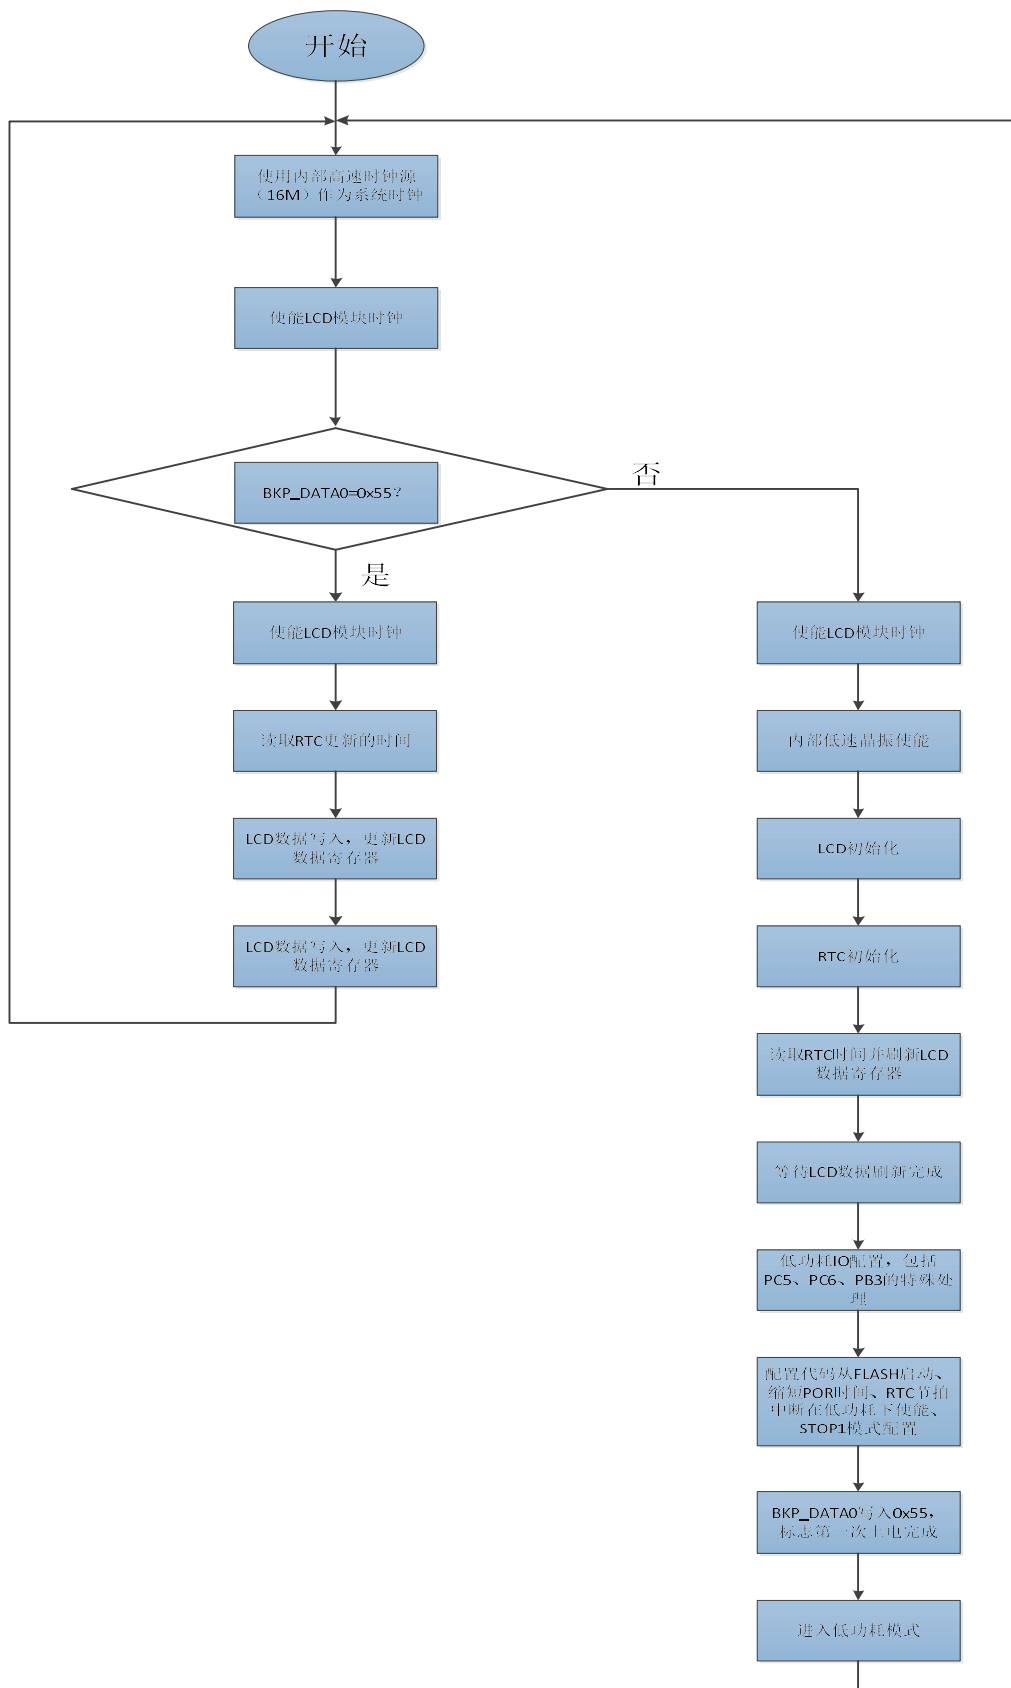 开始
使用内部高速时钟源
（16M）作为系统时钟
使能LCD模块时钟
BKP_DATA0=0x55？
否
是
使能LCD模块时钟
读取RTC更新的时间
LCD数据写入，更新LCD
数据寄存器
LCD数据写入，更新LCD
数据寄存器
使能LCD模块时钟
内部低速晶振使能
LCD初始化
RTC初始化
读取RTC时间并刷新LCD
数据寄存器
等待LCD数据刷新完成
低功耗IO配置，包括
PC5、PC6、PB3的特殊处
理
配置代码从FLASH启动、
缩短POR时间、RTC节拍
中断在低功耗下使能、
STOP1模式配置
BKP_DATA0写入0x55，
标志第一次上电完成
进入低功耗模式